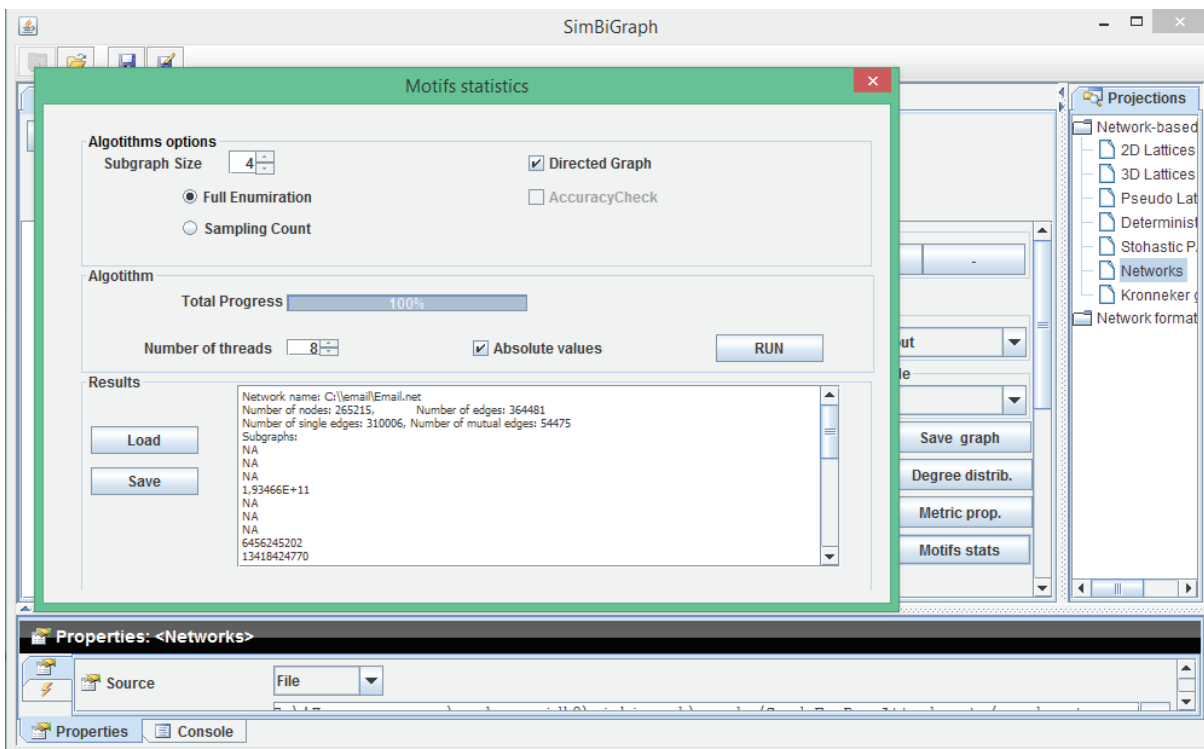 SimBiGraph
Motifs statistics
Algotithms options
Subgraph Size 4
Directed Graph
Full Enumiration
AccuracyCheck
Sampling Count
Algotithm
Total Progress 100%
Number of threads 8
Absolute values
RUN
Results
Network name: C:\\email\Email.net
Number of nodes: 265215, Number of edges: 364481
Number of single edges: 310006, Number of mutual edges: 54475
Subgraphs:
NA
NA
NA
1,93466E+11
NA
NA
NA
6456245202
13418424770
Load
Save
-
out
le
Save graph
Degree distrib.
Metric prop.
Motifs stats
Projections
Network-based
2D Lattices
3D Lattices
Pseudo Lat
Determinist
Stohastic P
Networks
Kronneker g
Network format
Properties: <Networks>
Source
File
Properties
Console